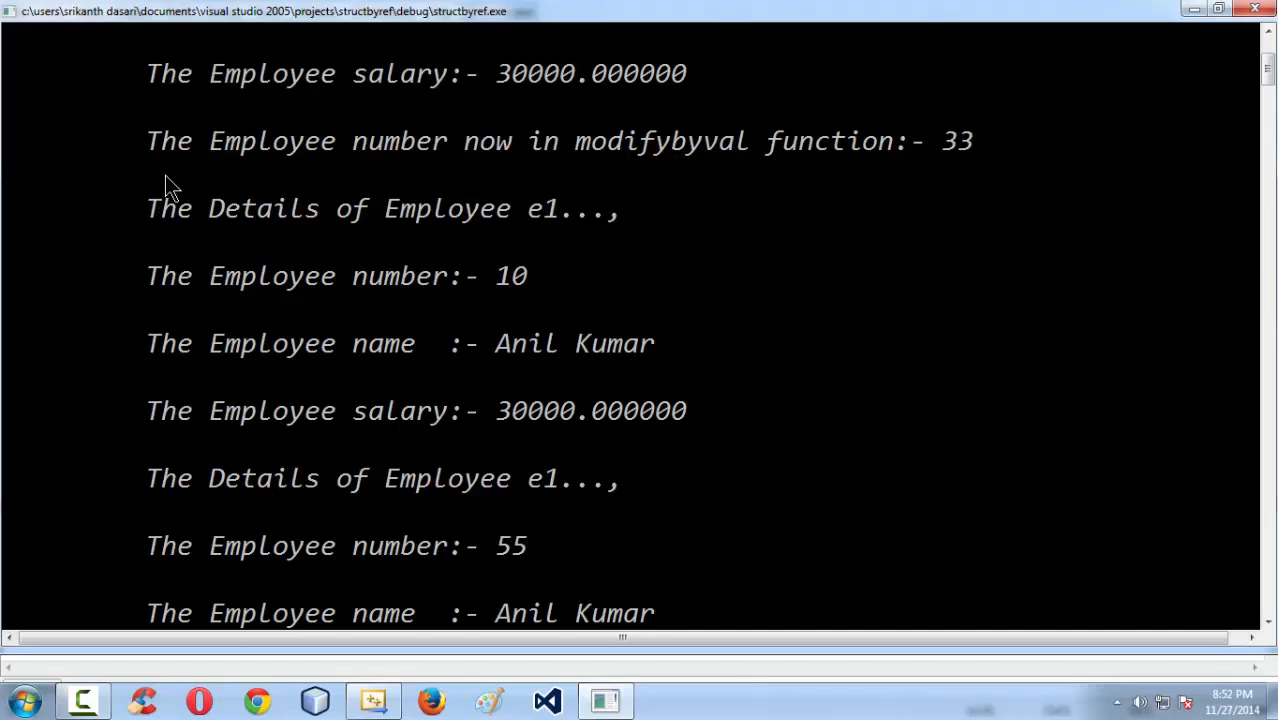 c:\users\srikanth dasari\documents\visual studio 2005\projects\structbyref\debug\structbyref.exe
The Employee salary:- 30000.000000
The Employee number now in modifybyval function:- 33
The Details of Employee e1...,
The Employee number:- 10
The Employee name  :- Anil Kumar
The Employee salary:- 30000.000000
The Details of Employee e1...,
The Employee number:- 55
The Employee name  :- Anil Kumar
8:52 PM
11/27/2014